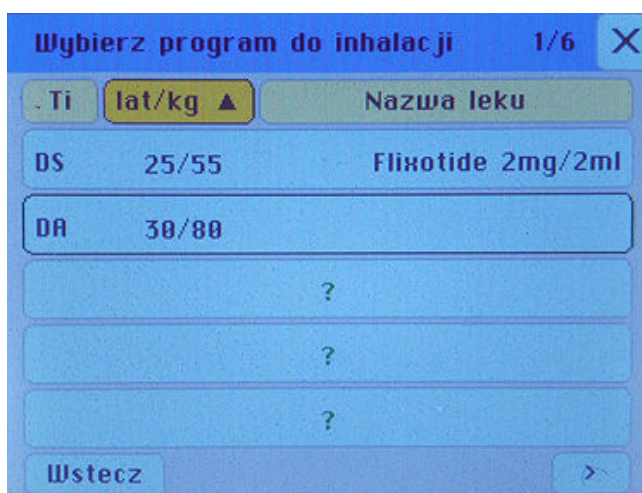 Wybierz program do inhalacji 1/6 X
. Ti lat/kg ▲ Nazwa leku
DS 25/55 Flixotide 2mg/2ml
DA 30/80
?
?
?
Wstecz >